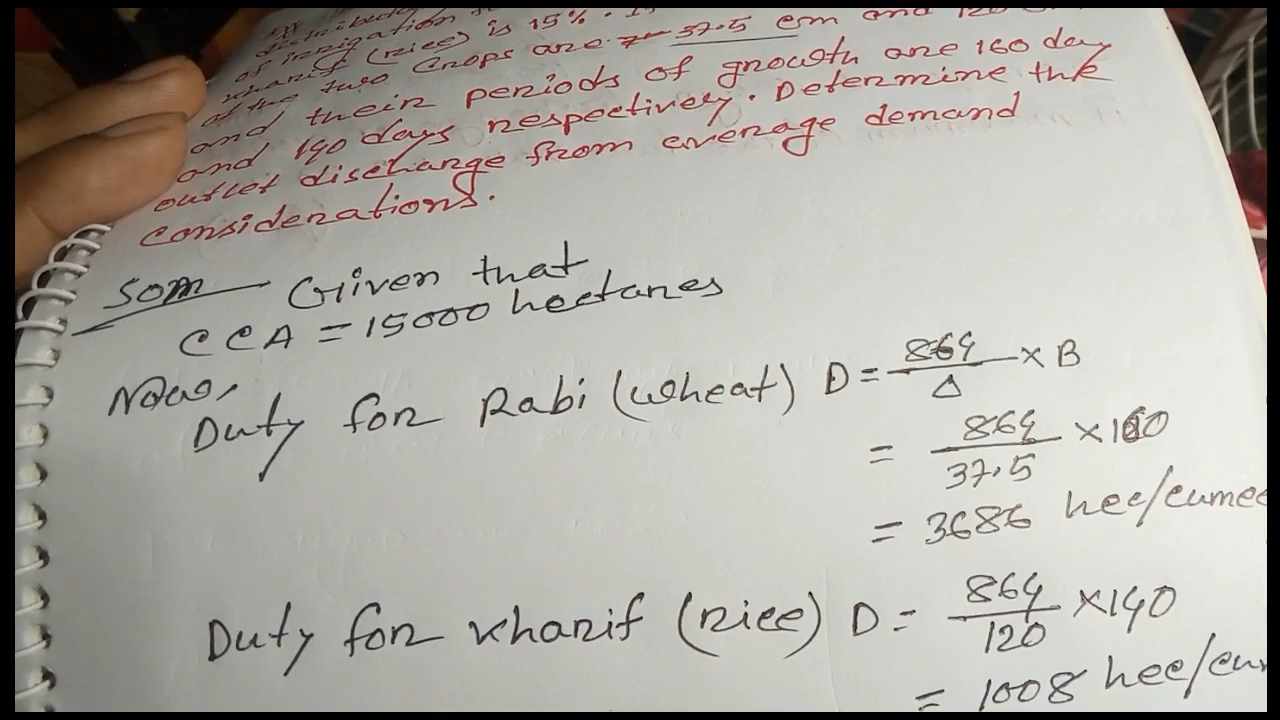 of irrigation
kharif (rice) is 15%.
of the two crops are 37.5 cm and 120
and their periods of growth are 160 day
and 140 days respectively. Determine the
outlet discharge from average demand
considerations.
Som Given that
CCA = 15000 hectares
Now,
Duty for Rabi (wheat) D = 864/Δ × B
= 864/37.5 × 160
= 3686 hec/cumec
Duty for kharif (rice) D = 864/120 × 140
= 1008 hec/cu